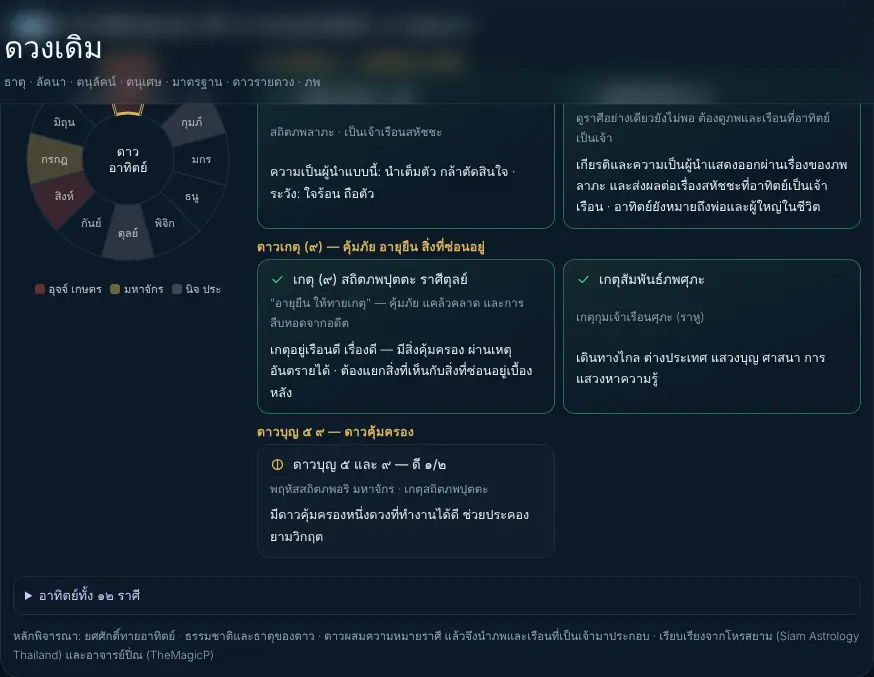 ดวงเดิม
ธาตุ · ลัคนา · ตนุลัคน์ · ตนุเศษ · มาตรฐาน · ดาวรายดวง · ภพ
มิถุน
กุมภ์
กรกฎ
มกร
สิงห์
ธนู
กันย์
พิจิก
ตุลย์
ดาว
อาทิตย์
อุจจ์ เกษตร
มหาจักร
นิจ ประ
สถิตภพลาภะ · เป็นเจ้าเรือนสหัชชะ
ความเป็นผู้นำแบบนี้: นำเต็มตัว กล้าตัดสินใจ ·
ระวัง: ใจร้อน ถือตัว
ดูราศีอย่างเดียวยังไม่พอ ต้องดูภพและเรือนที่อาทิตย์
เป็นเจ้า
เกียรติและความเป็นผู้นำแสดงออกผ่านเรื่องของภพ
ลาภะ และส่งผลต่อเรื่องสหัชชะที่อาทิตย์เป็นเจ้า
เรือน · อาทิตย์ยังหมายถึงพ่อและผู้ใหญ่ในชีวิต
ดาวเกตุ (๙) — คุ้มภัย อายุยืน สิ่งที่ซ่อนอยู่
เกตุ (๙) สถิตภพปุตตะ ราศีตุลย์
"อายุยืน ให้ทายเกตุ" — คุ้มภัย แคล้วคลาด และการ
สืบทอดจากอดีต
เกตุอยู่เรือนดี เรื่องดี — มีสิ่งคุ้มครอง ผ่านเหตุ
อันตรายได้ · ต้องแยกสิ่งที่เห็นกับสิ่งที่ซ่อนอยู่เบื้อง
หลัง
เกตุสัมพันธ์ภพศุภะ
เกตุกุมเจ้าเรือนศุภะ (ราหู)
เดินทางไกล ต่างประเทศ แสวงบุญ ศาสนา การ
แสวงหาความรู้
ดาวบุญ ๕ ๙ — ดาวคุ้มครอง
ดาวบุญ ๕ และ ๙ — ดี ๑/๒
พฤหัสสถิตภพอริ มหาจักร · เกตุสถิตภพปุตตะ
มีดาวคุ้มครองหนึ่งดวงที่ทำงานได้ดี ช่วยประคอง
ยามวิกฤต
อาทิตย์ทั้ง ๑๒ ราศี
หลักพิจารณา: ยศศักดิ์ทายอาทิตย์ · ธรรมชาติและธาตุของดาว · ดาวผสมความหมายราศี แล้วจึงนำภพและเรือนที่เป็นเจ้ามาประกอบ · เรียบเรียงจากโหรสยาม (Siam Astrology
Thailand) และอาจารย์ปิ่ณ (TheMagicP)